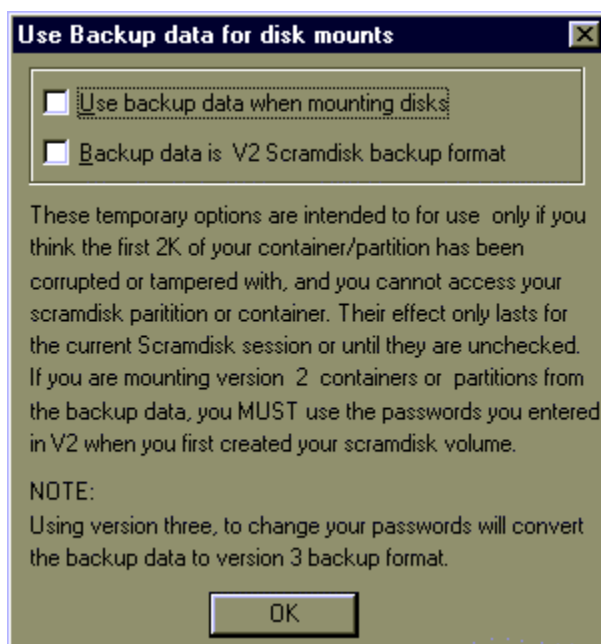 Use Backup data for disk mounts
Use backup data when mounting disks
Backup data is V2 Scramdisk backup format
These temporary options are intended to for use only if you
think the first 2K of your container/partition has been
corrupted or tampered with, and you cannot access your
scramdisk paritition or container. Their effect only lasts for
the current Scramdisk session or until they are unchecked.
If you are mounting version 2 containers or partitions from
the backup data, you MUST use the passwords you entered
in V2 when you first created your scramdisk volume.
NOTE:
Using version three, to change your passwords will convert
the backup data to version 3 backup format.
OK